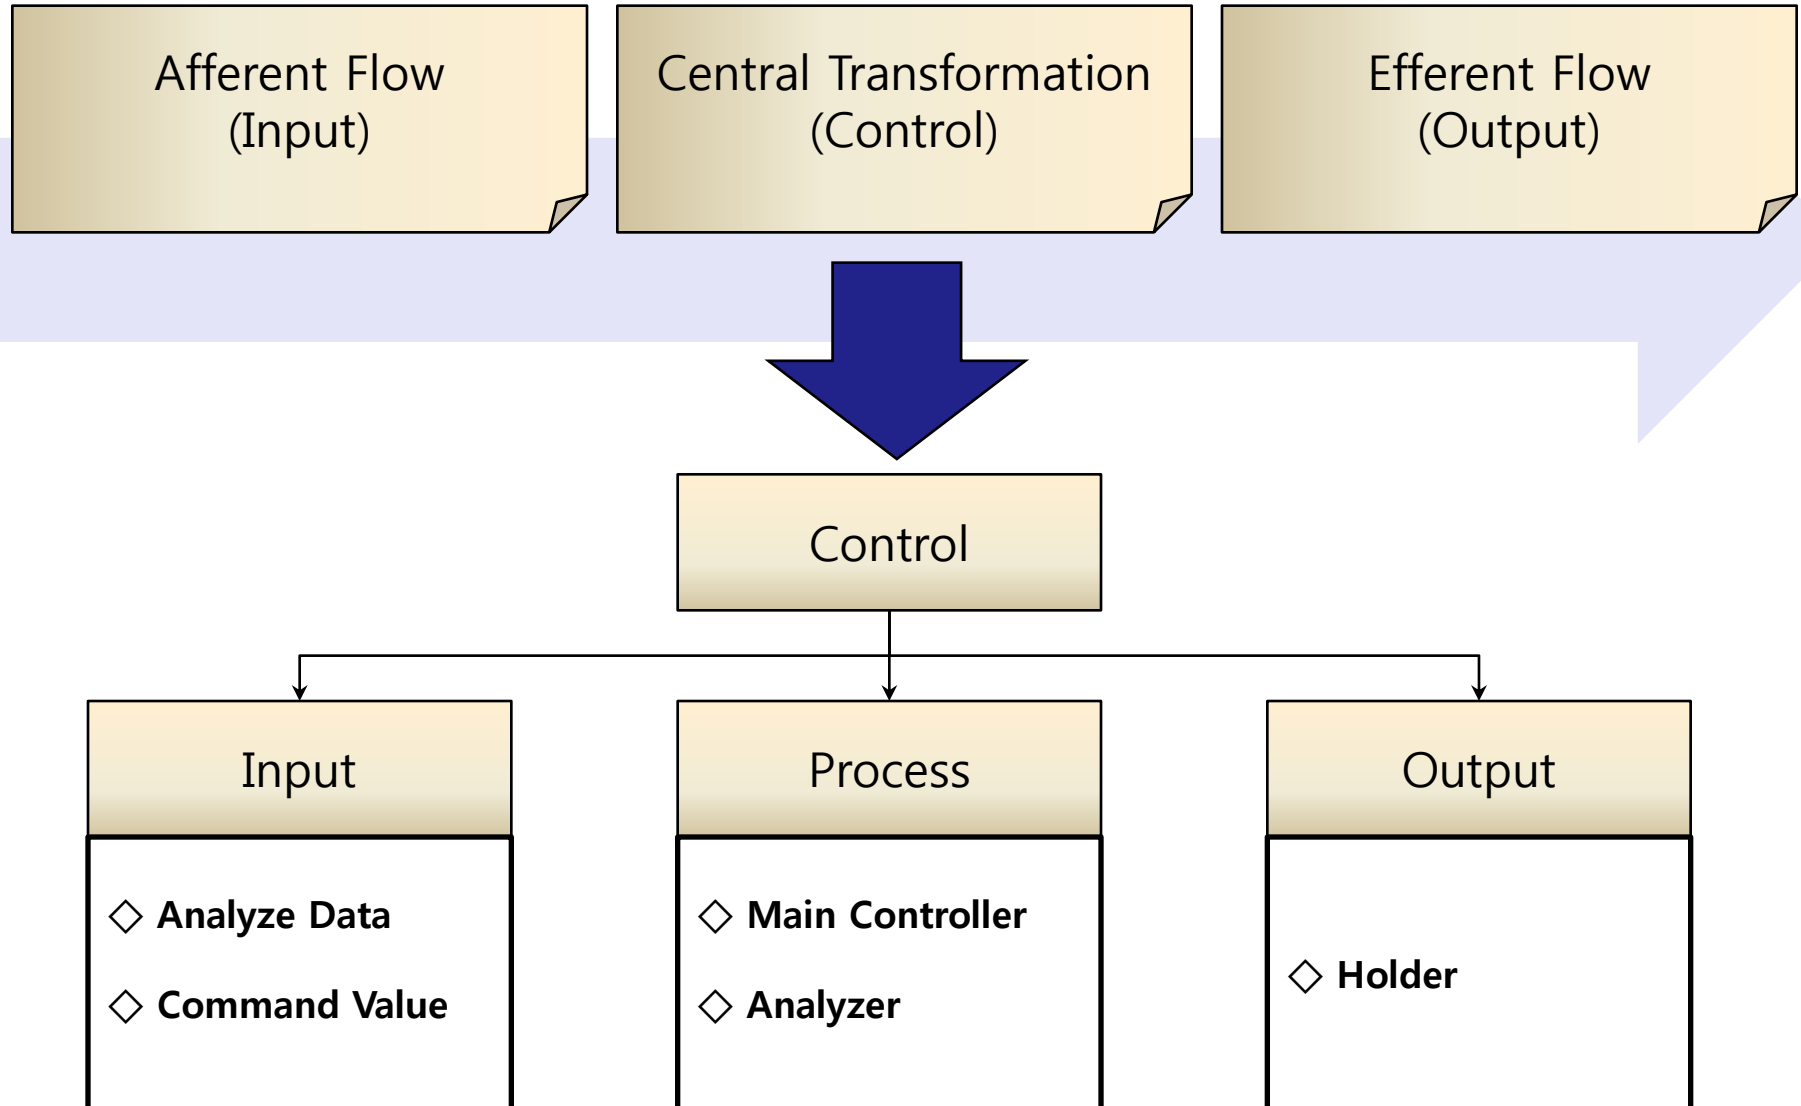 Afferent Flow
(Input)
Central Transformation
(Control)
Efferent Flow
(Output)
Control
Input
Process
Output
◇ Analyze Data
◇ Command Value
◇ Main Controller
◇ Analyzer
◇ Holder